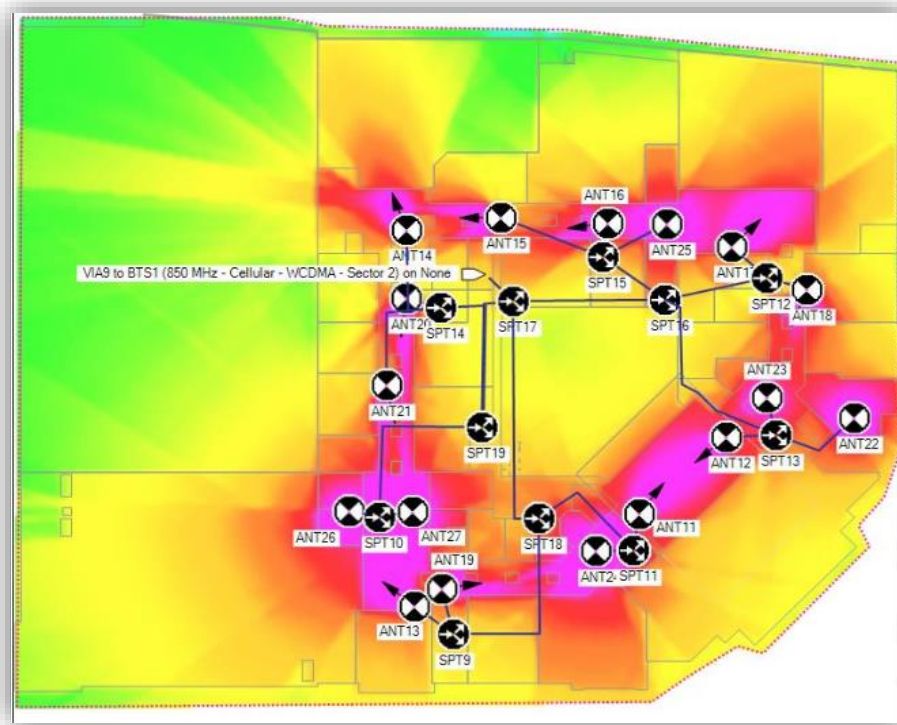 ANT16
ANT14
ANT15
ANT25
ANT17
SPT15
SPT12
VIA9 to BTS1 (850 MHz - Cellular - WCDMA - Sector 2) on None
ANT18
ANT20
SPT14
SPT17
SPT16
ANT23
ANT21
ANT22
SPT19
ANT12
SPT13
ANT11
ANT26
SPT10
ANT27
SPT18
ANT19
ANT2
SPT11
ANT13
SPT9